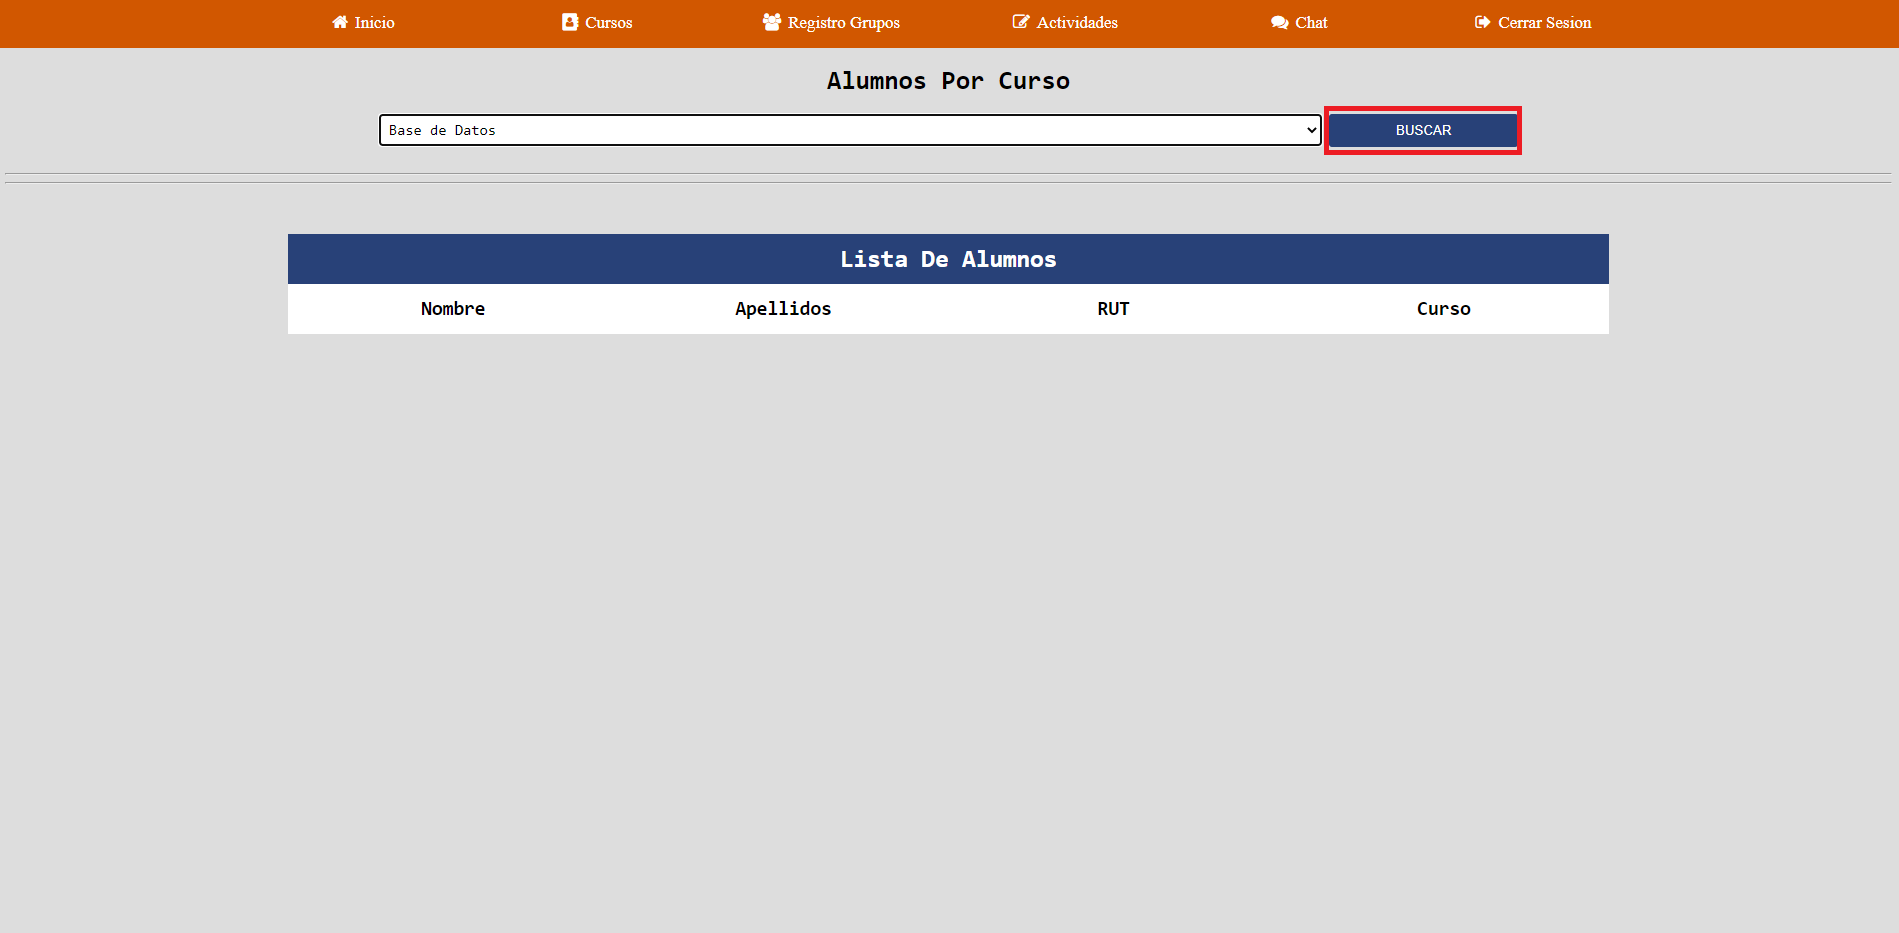 Inicio Cursos Registro Grupos Actividades Chat Cerrar Sesion
Alumnos Por Curso
Base de Datos BUSCAR
Lista De Alumnos
Nombre Apellidos RUT Curso